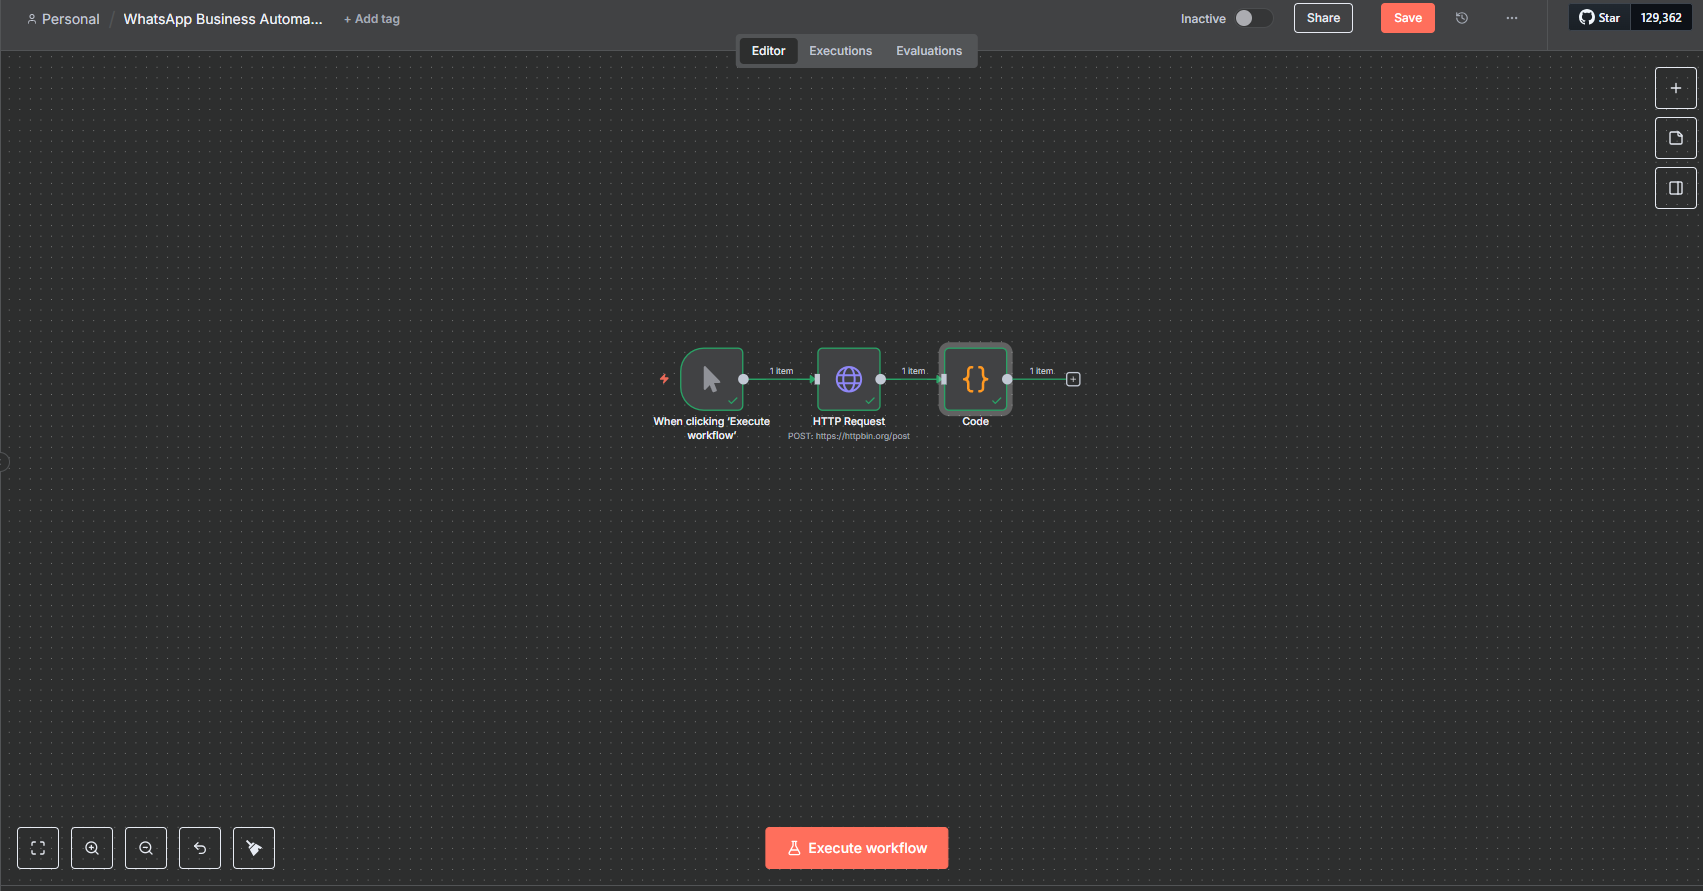 Personal / WhatsApp Business Automa... + Add tag
Inactive
Share
Save
...
Star 129,362
Editor Executions Evaluations
1 item
1 item
1 item
When clicking ‘Execute
workflow’
HTTP Request
POST: https://httpbin.org/post
Code
Execute workflow